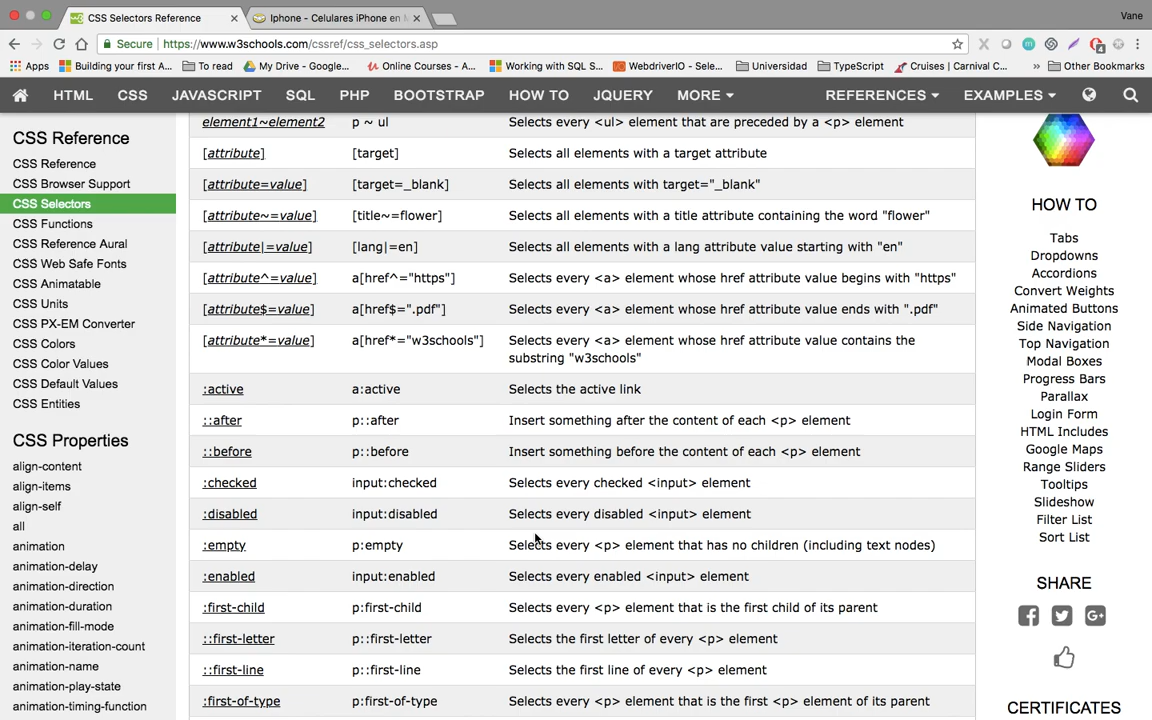 CSS Selectors Reference
Iphone - Celulares iPhone en M
Vane
Secure
https://www.w3schools.com/cssref/css_selectors.asp
4
Apps
Building your first A...
To read
My Drive - Google...
Online Courses - A...
Working with SQL S...
WebdriverIO - Sele...
Universidad
TypeScript
Cruises | Carnival C...
»
Other Bookmarks
HTML
CSS
JAVASCRIPT
SQL
PHP
BOOTSTRAP
HOW TO
JQUERY
MORE
REFERENCES
EXAMPLES
CSS Reference
CSS Reference
CSS Browser Support
CSS Selectors
CSS Functions
CSS Reference Aural
CSS Web Safe Fonts
CSS Animatable
CSS Units
CSS PX-EM Converter
CSS Colors
CSS Color Values
CSS Default Values
CSS Entities
CSS Properties
align-content
align-items
align-self
all
animation
animation-delay
animation-direction
animation-duration
animation-fill-mode
animation-iteration-count
animation-name
animation-play-state
animation-timing-function
element1~element2 p ~ ul Selects every <ul> element that are preceded by a <p> element
[attribute] [target] Selects all elements with a target attribute
[attribute=value] [target=_blank] Selects all elements with target="_blank"
[attribute~=value] [title~=flower] Selects all elements with a title attribute containing the word "flower"
[attribute|=value] [lang|=en] Selects all elements with a lang attribute value starting with "en"
[attribute^=value] a[href^="https"] Selects every <a> element whose href attribute value begins with "https"
[attribute$=value] a[href$=".pdf"] Selects every <a> element whose href attribute value ends with ".pdf"
[attribute*=value] a[href*="w3schools"] Selects every <a> element whose href attribute value contains the
substring "w3schools"
:active a:active Selects the active link
::after p::after Insert something after the content of each <p> element
::before p::before Insert something before the content of each <p> element
:checked input:checked Selects every checked <input> element
:disabled input:disabled Selects every disabled <input> element
:empty p:empty Selects every <p> element that has no children (including text nodes)
:enabled input:enabled Selects every enabled <input> element
:first-child p:first-child Selects every <p> element that is the first child of its parent
::first-letter p::first-letter Selects the first letter of every <p> element
::first-line p::first-line Selects the first line of every <p> element
:first-of-type p:first-of-type Selects every <p> element that is the first <p> element of its parent
HOW TO
Tabs
Dropdowns
Accordions
Convert Weights
Animated Buttons
Side Navigation
Top Navigation
Modal Boxes
Progress Bars
Parallax
Login Form
HTML Includes
Google Maps
Range Sliders
Tooltips
Slideshow
Filter List
Sort List
SHARE
CERTIFICATES